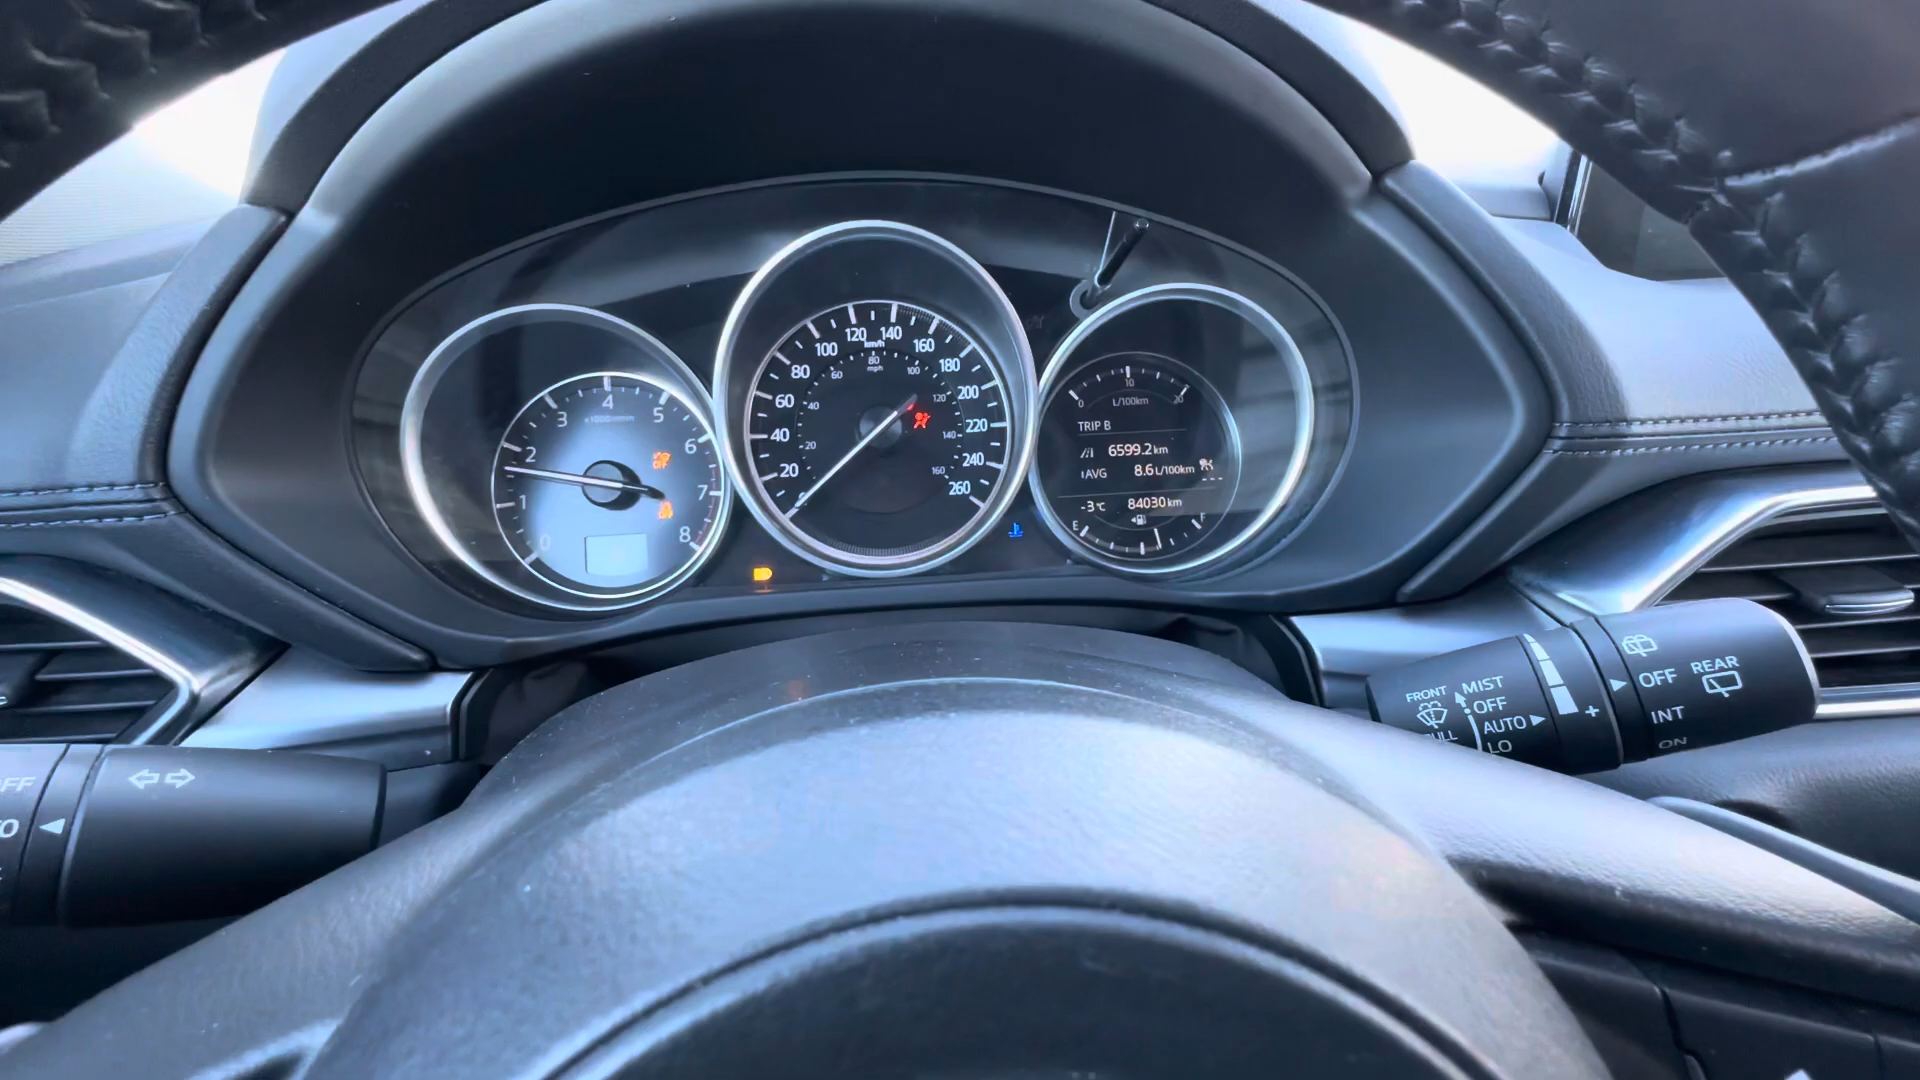 0
1
2
3
4
5
6
7
8
x1000r/min
OFF
20
40
60
80
100
120
140
160
180
200
220
240
260
km/h
20
40
60
80
100
120
140
160
mph
0
10
20
L/100km
TRIP B
6599.2 km
AVG
8.6 L/100km
-3°C
84030 km
E
F
FRONT
MIST
OFF
AUTO
LO
+
OFF
INT
ON
REAR